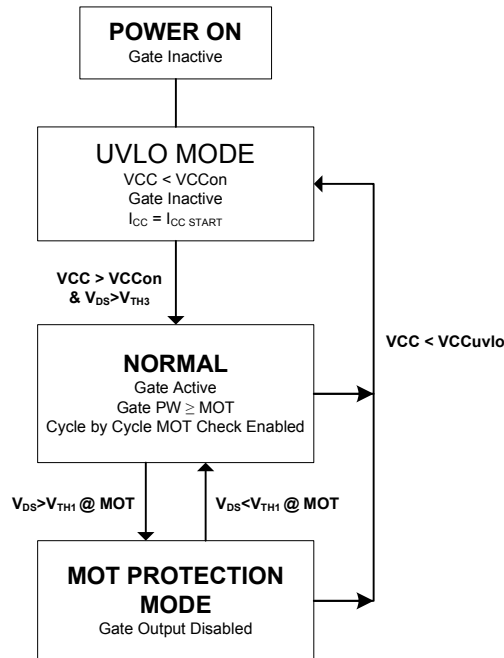 POWER ON
Gate Inactive
UVLO MODE
VCC < VCCon
Gate Inactive
ICC = ICC START
VCC > VCCon
& VDS>VTH3
VCC < VCCuvlo
NORMAL
Gate Active
Gate PW ≥ MOT
Cycle by Cycle MOT Check Enabled
VDS>VTH1 @ MOT
VDS<VTH1 @ MOT
MOT PROTECTION
MODE
Gate Output Disabled